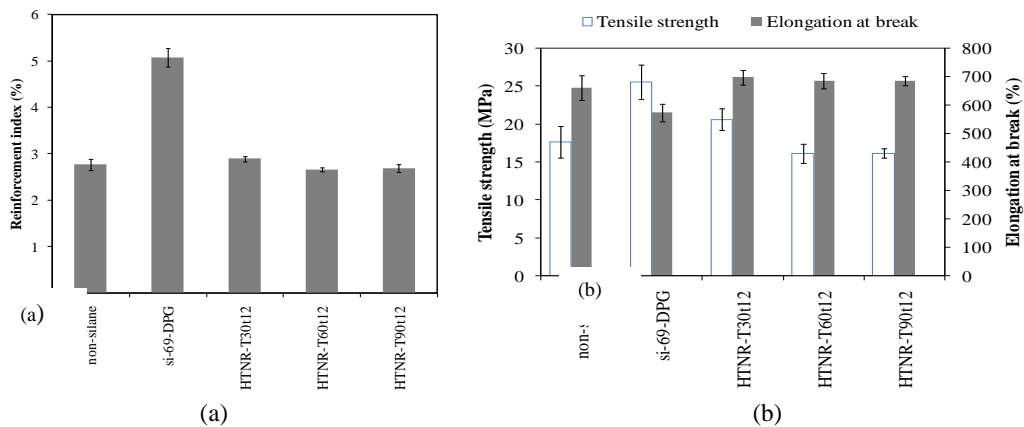 (a)
6
5
4
3
2
1
Reinforcement index (%)
(a)
non-silane
si-69-DPG
HTNR-T30t12
HTNR-T60t12
HTNR-T90t12
(a)
Tensile strength
Elongation at break
(b)
30
25
20
15
10
5
0
Tensile strength (MPa)
800
700
600
500
400
300
200
100
0
Elongation at break (%)
(b)
si-69-DPG
HTNR-T30t12
HTNR-T60t12
HTNR-T90t12
(b)